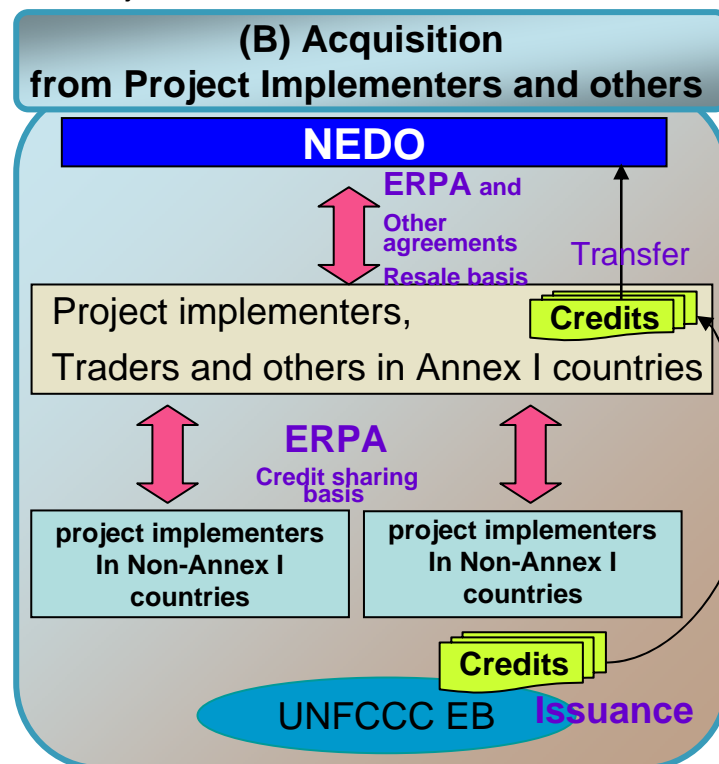 (B) Acquisition
from Project Implementers and others
NEDO
ERPA and
Other
agreements
Resale basis
Transfer
Project implementers,
Credits
Traders and others in Annex I countries
ERPA
Credit sharing
basis
project implementers
In Non-Annex I
countries
project implementers
In Non-Annex I
countries
Credits
UNFCCC EB
Issuance